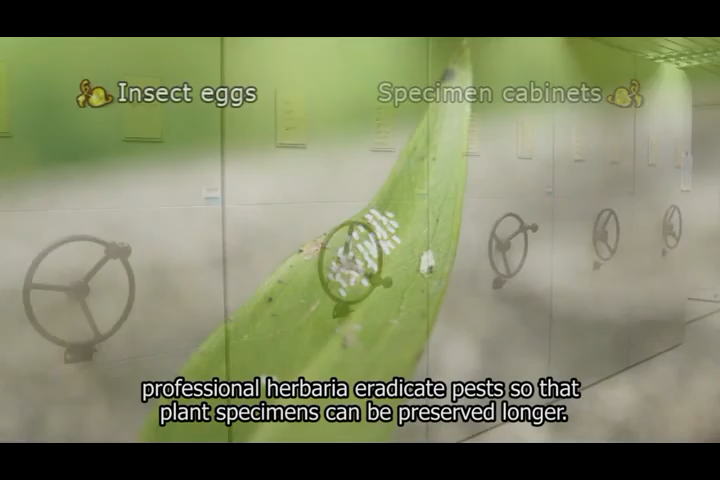 Insect eggs
Specimen cabinets
professional herbaria eradicate pests so that
plant specimens can be preserved longer.